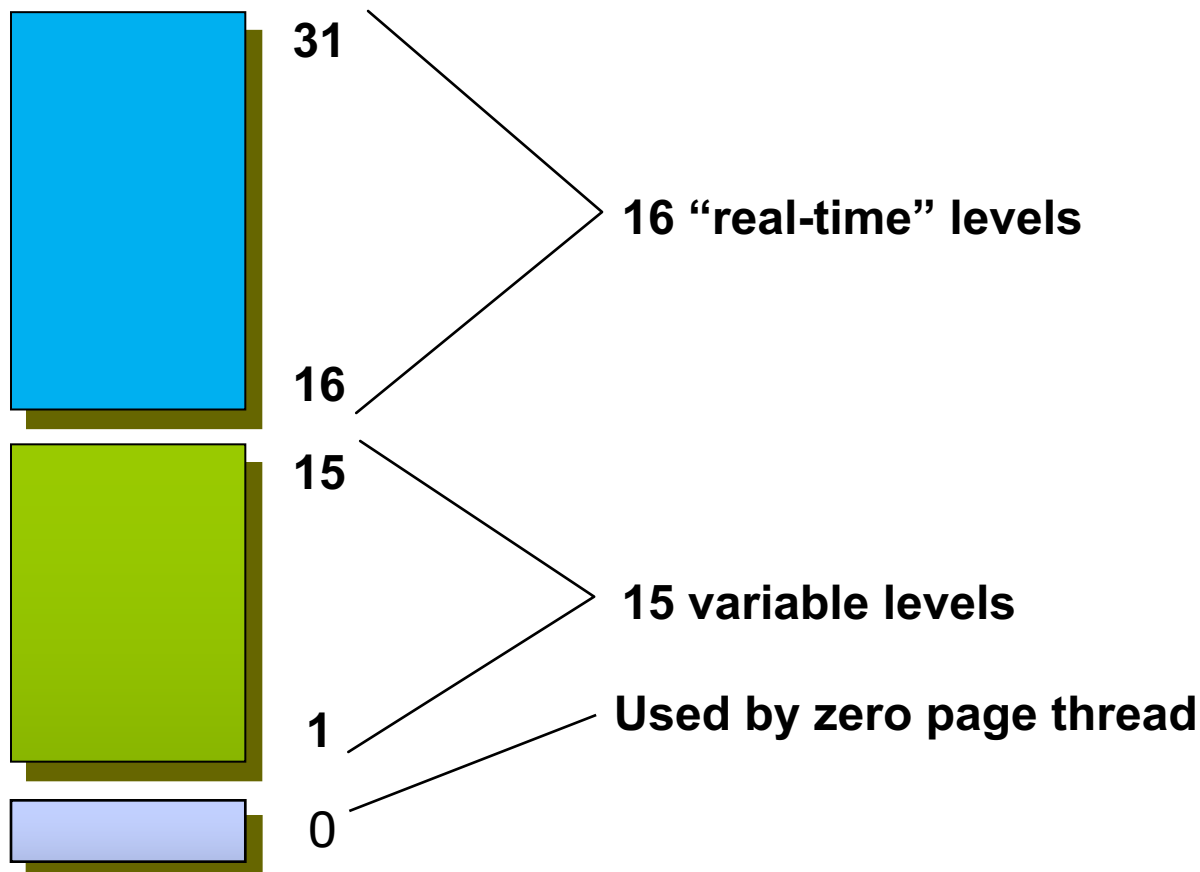 31
16 “real-time” levels
16
15
15 variable levels
1
Used by zero page thread
0